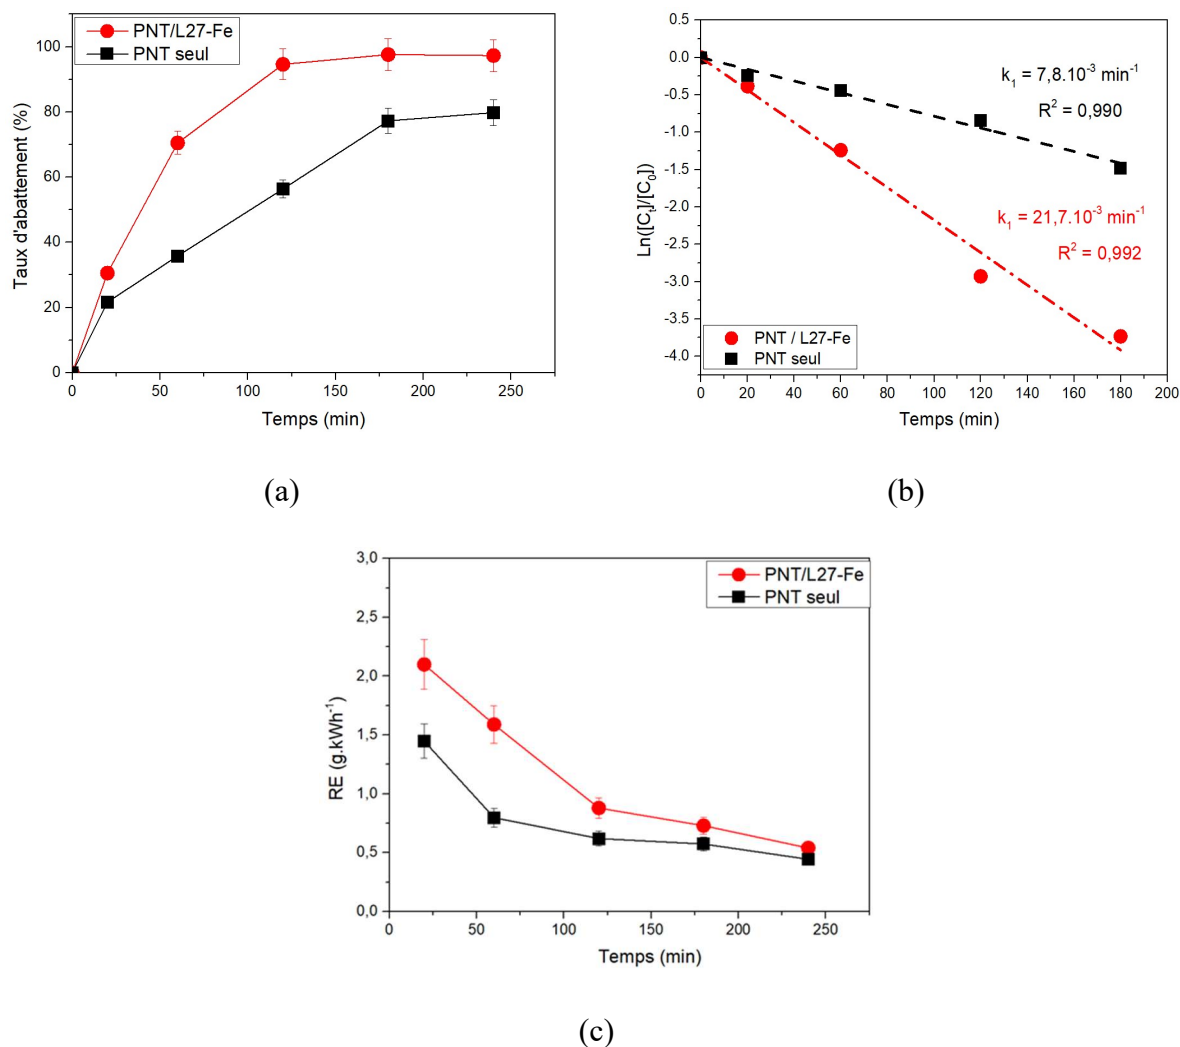 PNT/L27-Fe
PNT seul
100
80
60
40
20
0
Taux d'abattement (%)
0 50 100 150 200 250
Temps (min)
(a)
0.5
0.0
-0.5
-1.0
-1.5
-2.0
-2.5
-3.0
-3.5
-4.0
Ln([Cₜ]/[C₀])
k₁ = 7,8.10⁻³ min⁻¹
R² = 0,990
k₁ = 21,7.10⁻³ min⁻¹
R² = 0,992
PNT / L27-Fe
PNT seul
0 20 40 60 80 100 120 140 160 180 200
Temps (min)
(b)
3,0
2,5
2,0
1,5
1,0
0,5
0,0
RE (g.kWh⁻¹)
PNT/L27-Fe
PNT seul
0 50 100 150 200 250
Temps (min)
(c)